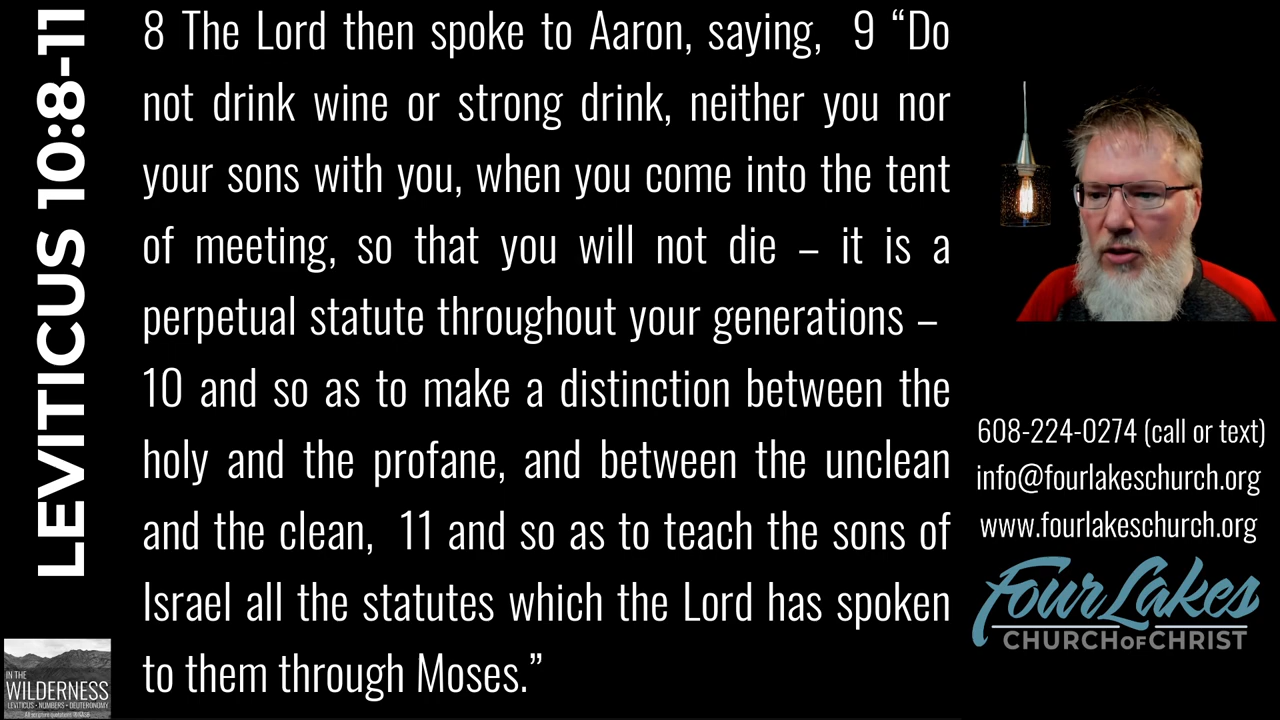 LEVITICUS 10:8-11
8 The Lord then spoke to Aaron, saying, 9 “Do
not drink wine or strong drink, neither you nor
your sons with you, when you come into the tent
of meeting, so that you will not die – it is a
perpetual statute throughout your generations –
10 and so as to make a distinction between the
holy and the profane, and between the unclean
and the clean, 11 and so as to teach the sons of
Israel all the statutes which the Lord has spoken
to them through Moses.”
608-224-0274 (call or text)
info@fourlakeschurch.org
www.fourlakeschurch.org
Four Lakes
CHURCH OF CHRIST
IN THE
WILDERNESS
LEVITICUS • NUMBERS • DEUTERONOMY